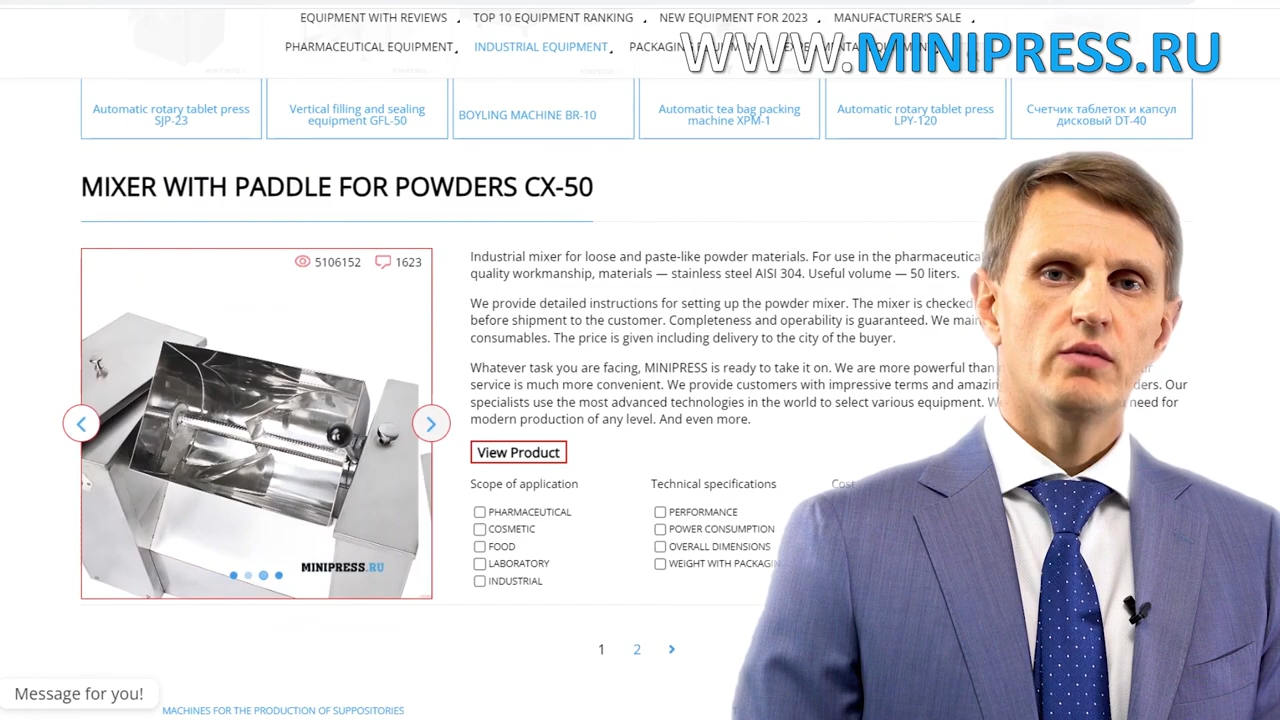 EQUIPMENT WITH REVIEWS TOP 10 EQUIPMENT RANKING NEW EQUIPMENT FOR 2023 MANUFACTURER'S SALE
PHARMACEUTICAL EQUIPMENT INDUSTRIAL EQUIPMENT
WWW.MINIPRESS.RU
Automatic rotary tablet press
SJP-23
Vertical filling and sealing
equipment GFL-50
BOYLING MACHINE BR-10
Automatic tea bag packing
machine XPM-1
Automatic rotary tablet press
LPY-120
Счетчик таблеток и капсул
дисковый DT-40
MIXER WITH PADDLE FOR POWDERS CX-50
5106152 1623
Industrial mixer for loose and paste-like powder materials. For use in the
quality workmanship, materials — stainless steel AISI 304. Useful volume — 50 liters.
We provide detailed instructions for setting up the powder mixer. The mixer is checked
before shipment to the customer. Completeness and operability is guaranteed. We
consumables. The price is given including delivery to the city of the buyer.
Whatever task you are facing, MINIPRESS is ready to take it on. We are more powerful than
service is much more convenient. We provide customers with impressive terms and Our
specialists use the most advanced technologies in the world to select various equipment. need for
modern production of any level. And even more.
View Product
Scope of application
PHARMACEUTICAL
COSMETIC
FOOD
LABORATORY
INDUSTRIAL
Technical specifications
PERFORMANCE
POWER CONSUMPTION
OVERALL DIMENSIONS
WEIGHT WITH
MINIPRESS.RU
1 2
Message for you!
MACHINES FOR THE PRODUCTION OF SUPPOSITORIES